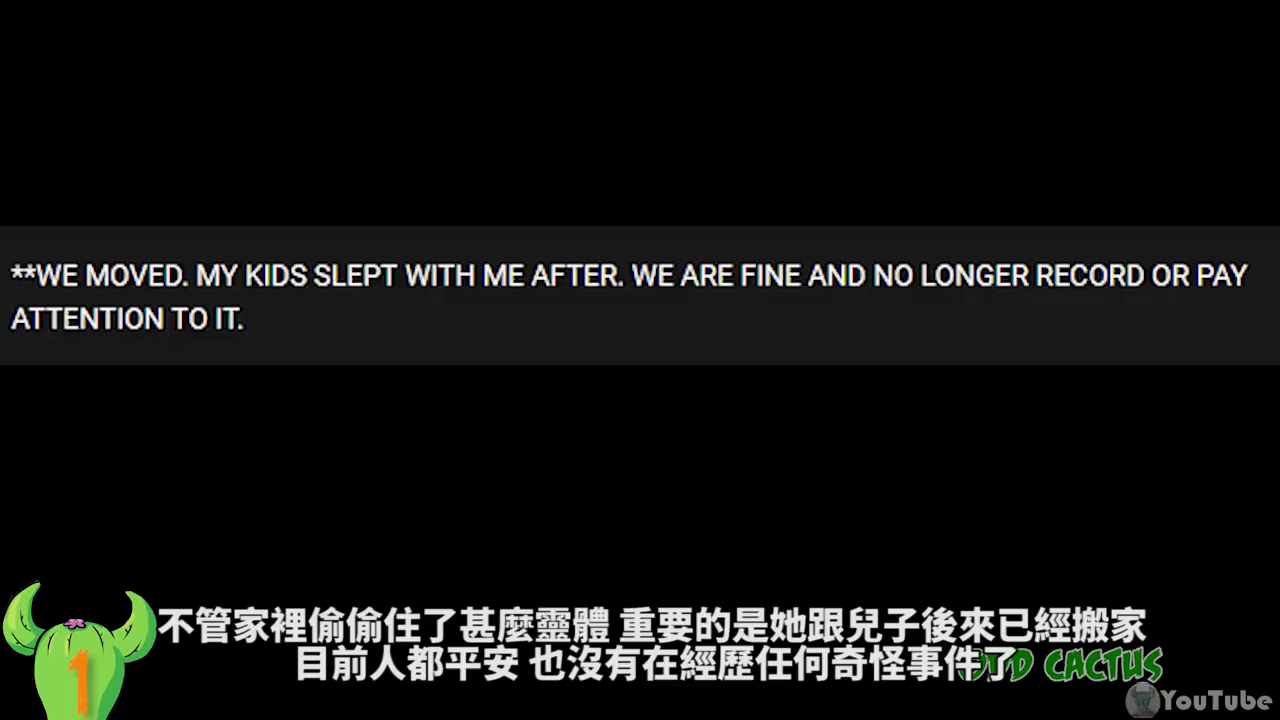 **WE MOVED. MY KIDS SLEPT WITH ME AFTER. WE ARE FINE AND NO LONGER RECORD OR PAY
ATTENTION TO IT.
不管家裡偷偷住了甚麼靈體 重要的是她跟兒子後來已經搬家
目前人都平安 也沒有在經歷任何奇怪事件了
CACTUS
1
YouTube